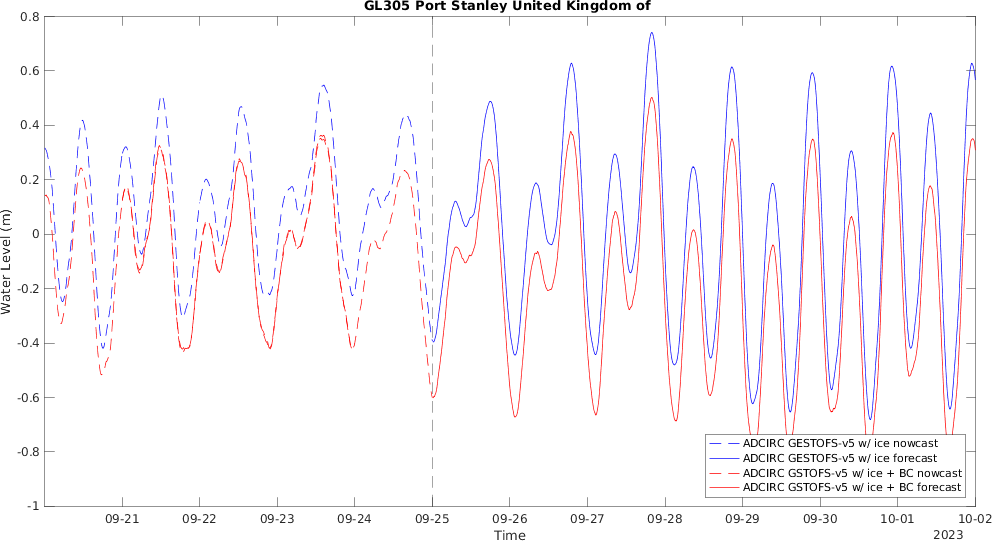 GL305 Port Stanley United Kingdom of
0.8
0.6
0.4
0.2
0
-0.2
-0.4
-0.6
-0.8
-1
Water Level (m)
09-21 09-22 09-23 09-24 09-25 09-26 09-27 09-28 09-29 09-30 10-01 10-02
Time
2023
ADCIRC GESTOFS-v5 w/ ice nowcast
ADCIRC GESTOFS-v5 w/ ice forecast
ADCIRC GSTOFS-v5 w/ ice + BC nowcast
ADCIRC GSTOFS-v5 w/ ice + BC forecast